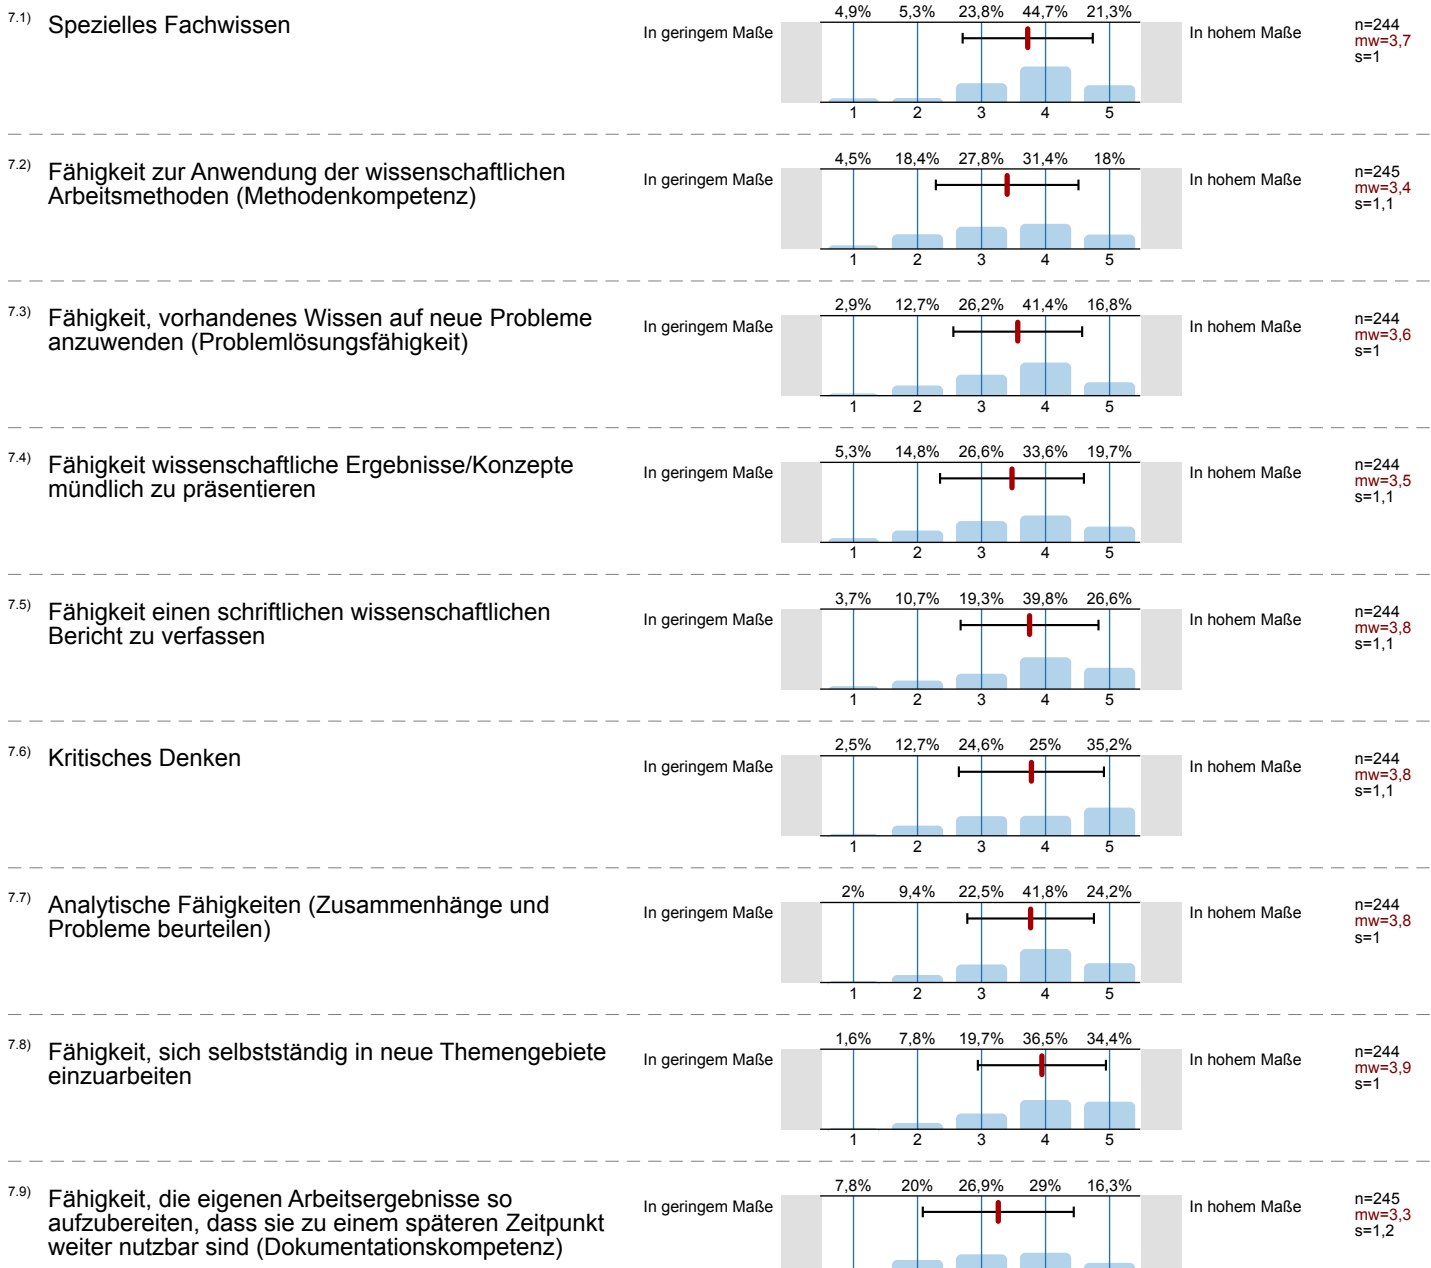 7.1) Spezielles Fachwissen
In geringem Maße
4,9% 5,3% 23,8% 44,7% 21,3%
1 2 3 4 5
In hohem Maße
n=244
mw=3,7
s=1
7.2) Fähigkeit zur Anwendung der wissenschaftlichen
Arbeitsmethoden (Methodenkompetenz)
In geringem Maße
4,5% 18,4% 27,8% 31,4% 18%
1 2 3 4 5
In hohem Maße
n=245
mw=3,4
s=1,1
7.3) Fähigkeit, vorhandenes Wissen auf neue Probleme
anzuwenden (Problemlösungsfähigkeit)
In geringem Maße
2,9% 12,7% 26,2% 41,4% 16,8%
1 2 3 4 5
In hohem Maße
n=244
mw=3,6
s=1
7.4) Fähigkeit wissenschaftliche Ergebnisse/Konzepte
mündlich zu präsentieren
In geringem Maße
5,3% 14,8% 26,6% 33,6% 19,7%
1 2 3 4 5
In hohem Maße
n=244
mw=3,5
s=1,1
7.5) Fähigkeit einen schriftlichen wissenschaftlichen
Bericht zu verfassen
In geringem Maße
3,7% 10,7% 19,3% 39,8% 26,6%
1 2 3 4 5
In hohem Maße
n=244
mw=3,8
s=1,1
7.6) Kritisches Denken
In geringem Maße
2,5% 12,7% 24,6% 25% 35,2%
1 2 3 4 5
In hohem Maße
n=244
mw=3,8
s=1,1
7.7) Analytische Fähigkeiten (Zusammenhänge und
Probleme beurteilen)
In geringem Maße
2% 9,4% 22,5% 41,8% 24,2%
1 2 3 4 5
In hohem Maße
n=244
mw=3,8
s=1
7.8) Fähigkeit, sich selbstständig in neue Themengebiete
einzuarbeiten
In geringem Maße
1,6% 7,8% 19,7% 36,5% 34,4%
1 2 3 4 5
In hohem Maße
n=244
mw=3,9
s=1
7.9) Fähigkeit, die eigenen Arbeitsergebnisse so
aufzubereiten, dass sie zu einem späteren Zeitpunkt
weiter nutzbar sind (Dokumentationskompetenz)
In geringem Maße
7,8% 20% 26,9% 29% 16,3%
In hohem Maße
n=245
mw=3,3
s=1,2